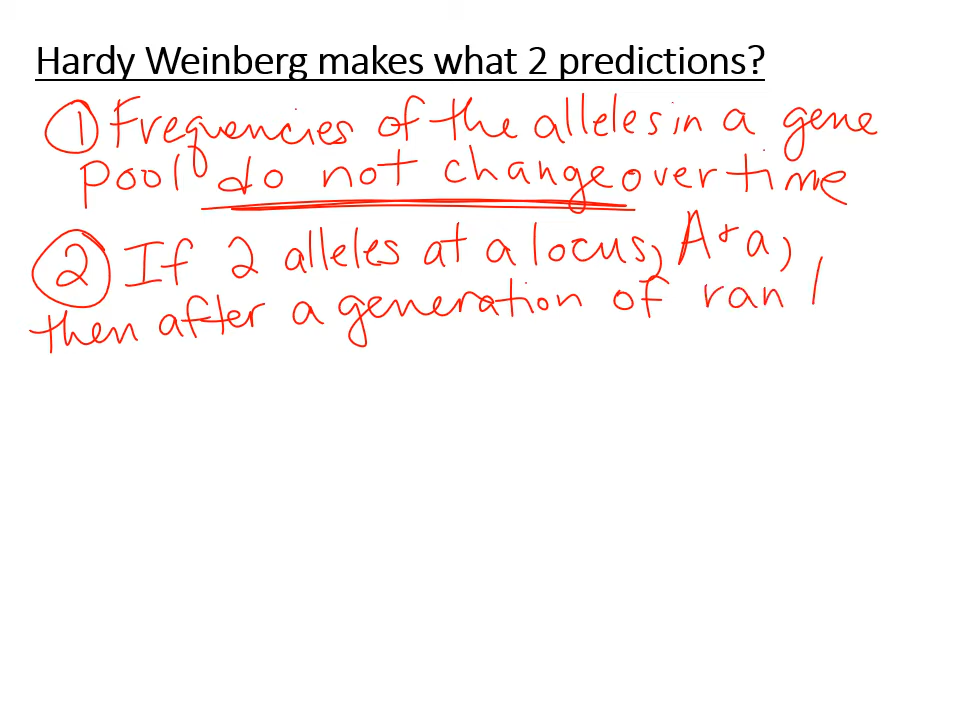 Hardy Weinberg makes what 2 predictions?
① Frequencies of the alleles in a gene
pool do not change over time
② If 2 alleles at a locus, A + a,
then after a generation of ran